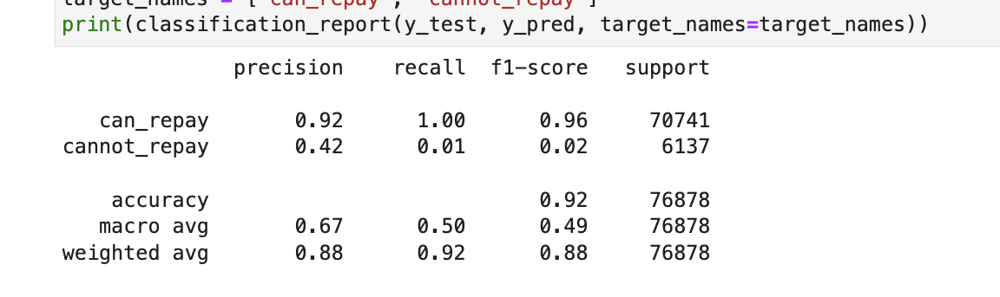 target_names = ["can_repay", "cannot_repay"]
print(classification_report(y_test, y_pred, target_names=target_names))
precision recall f1-score support
can_repay 0.92 1.00 0.96 70741
cannot_repay 0.42 0.01 0.02 6137
accuracy 0.92 76878
macro avg 0.67 0.50 0.49 76878
weighted avg 0.88 0.92 0.88 76878